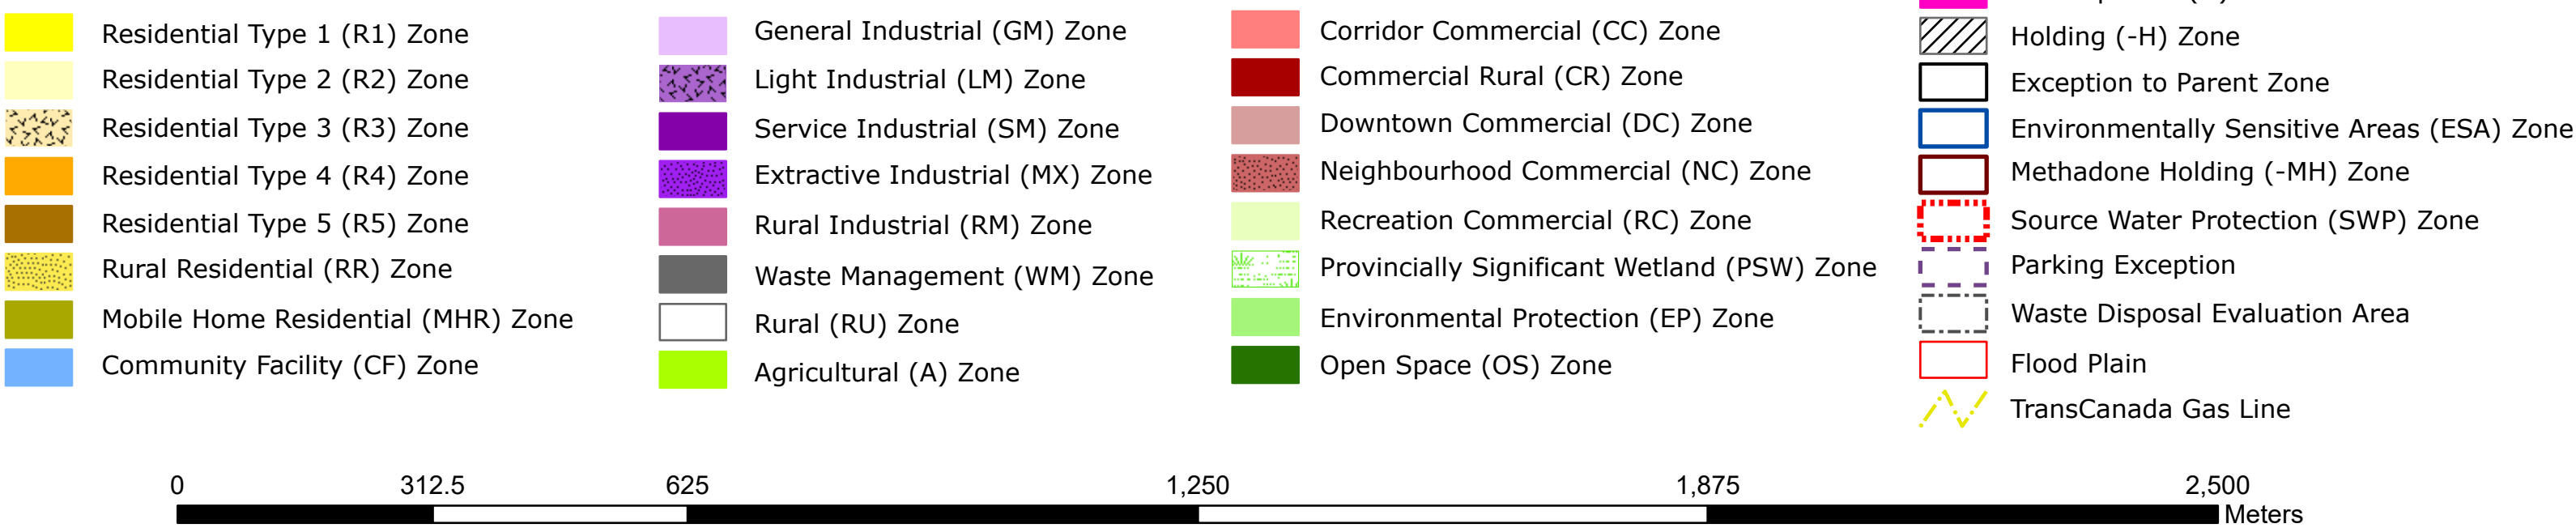 Residential Type 1 (R1) Zone
Residential Type 2 (R2) Zone
Residential Type 3 (R3) Zone
Residential Type 4 (R4) Zone
Residential Type 5 (R5) Zone
Rural Residential (RR) Zone
Mobile Home Residential (MHR) Zone
Community Facility (CF) Zone
General Industrial (GM) Zone
Light Industrial (LM) Zone
Service Industrial (SM) Zone
Extractive Industrial (MX) Zone
Rural Industrial (RM) Zone
Waste Management (WM) Zone
Rural (RU) Zone
Agricultural (A) Zone
Corridor Commercial (CC) Zone
Commercial Rural (CR) Zone
Downtown Commercial (DC) Zone
Neighbourhood Commercial (NC) Zone
Recreation Commercial (RC) Zone
Provincially Significant Wetland (PSW) Zone
Environmental Protection (EP) Zone
Open Space (OS) Zone
Holding (-H) Zone
Exception to Parent Zone
Environmentally Sensitive Areas (ESA) Zone
Methadone Holding (-MH) Zone
Source Water Protection (SWP) Zone
Parking Exception
Waste Disposal Evaluation Area
Flood Plain
TransCanada Gas Line
0 312.5 625 1,250 1,875 2,500
Meters